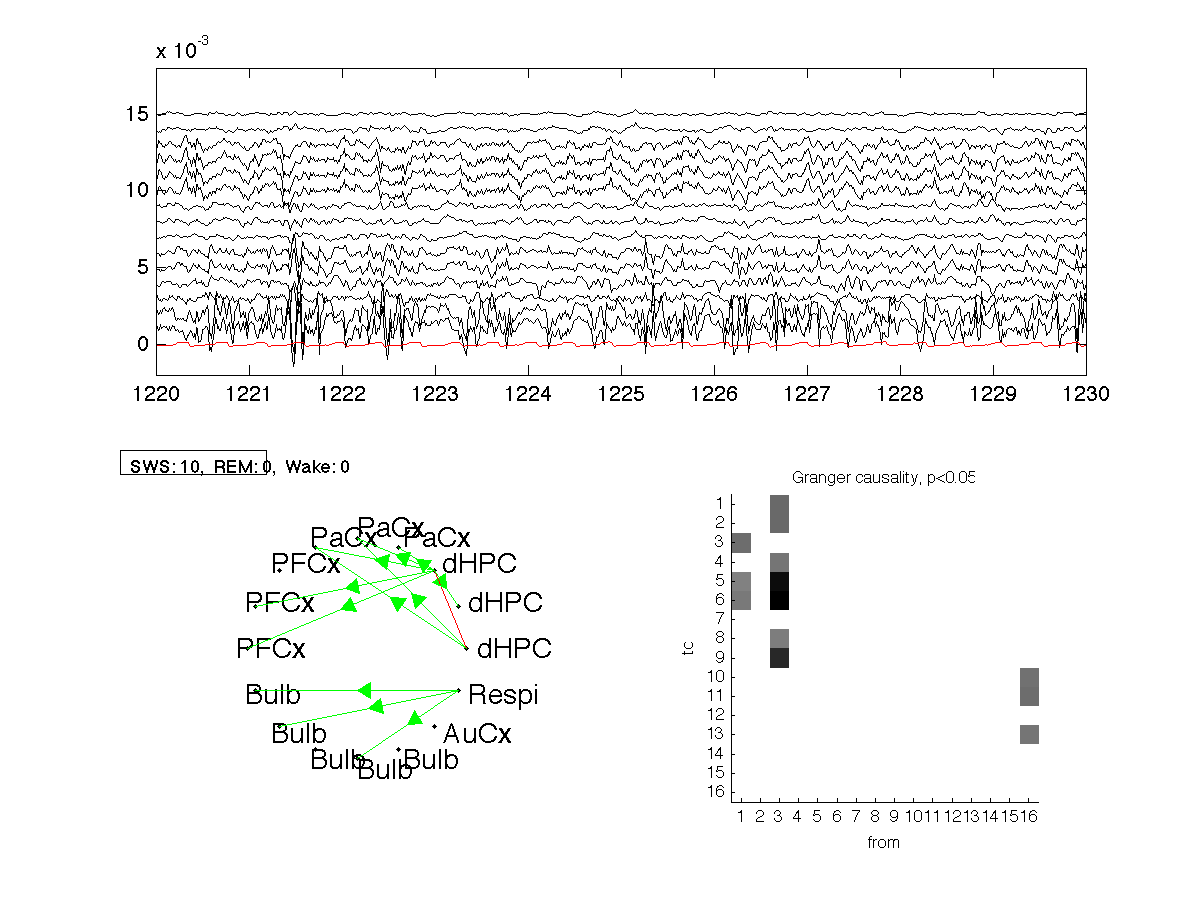 x 10-3
15
10
5
0
1220 1221 1222 1223 1224 1225 1226 1227 1228 1229 1230
SWS:10, REM:0, Wake:0
Granger causality, p<0.05
PaCx
PaCx PaCx
PFCx dHPC
PFCx dHPC
PFCx dHPC
Bulb Respi
Bulb AuCx
Bulb Bulb
Bulb
1
2
3
4
5
6
7
8
9
10
11
12
13
14
15
16
tc
1 2 3 4 5 6 7 8 9 10 11 12 13 14 15 16
from